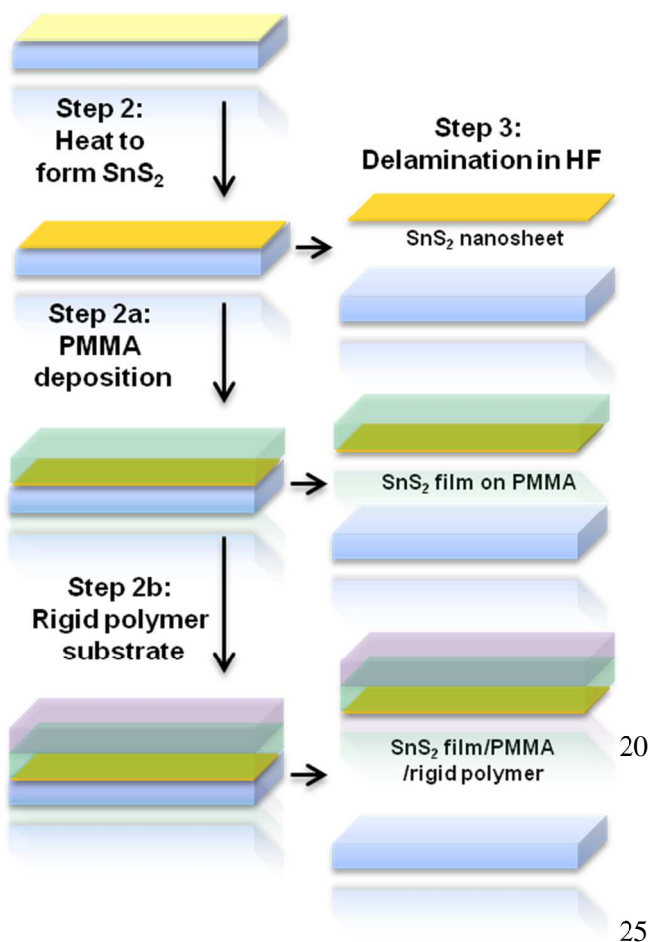 Step 2:
Heat to
form SnS₂
Step 3:
Delamination in HF
SnS₂ nanosheet
Step 2a:
PMMA
deposition
SnS₂ film on PMMA
Step 2b:
Rigid polymer
substrate
SnS₂ film/PMMA
/rigid polymer
20
25